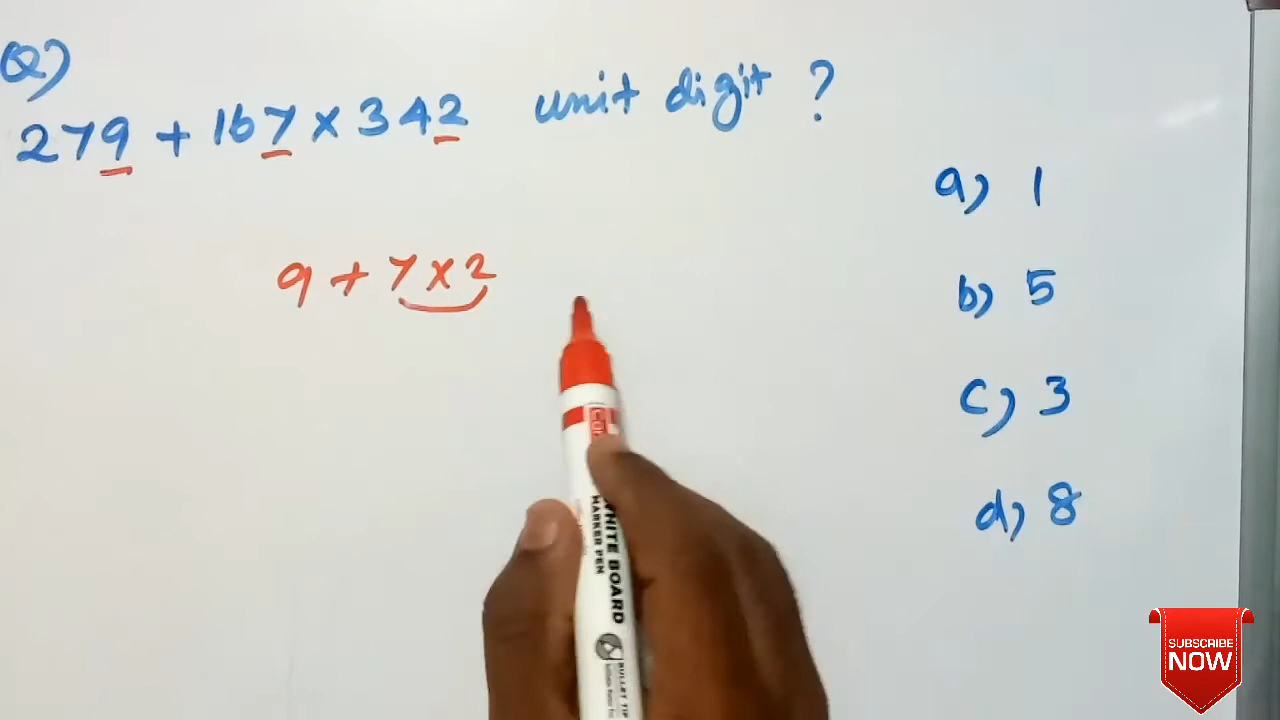 Q)
279 + 167 × 342 unit digit ?
a) 1
9 + 7 × 2
b) 5
c) 3
d) 8
WHITE BOARD
MARKER PEN
SUBSCRIBE
NOW